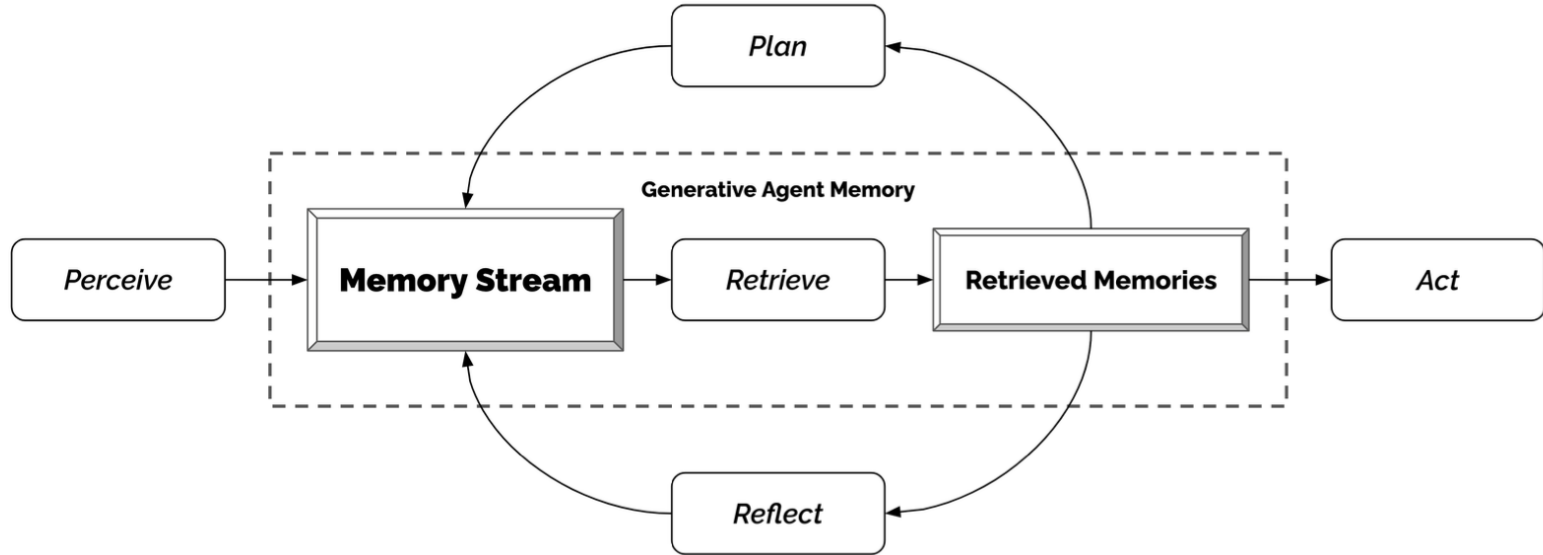 Plan
Generative Agent Memory
Perceive
Memory Stream
Retrieve
Retrieved Memories
Act
Reflect